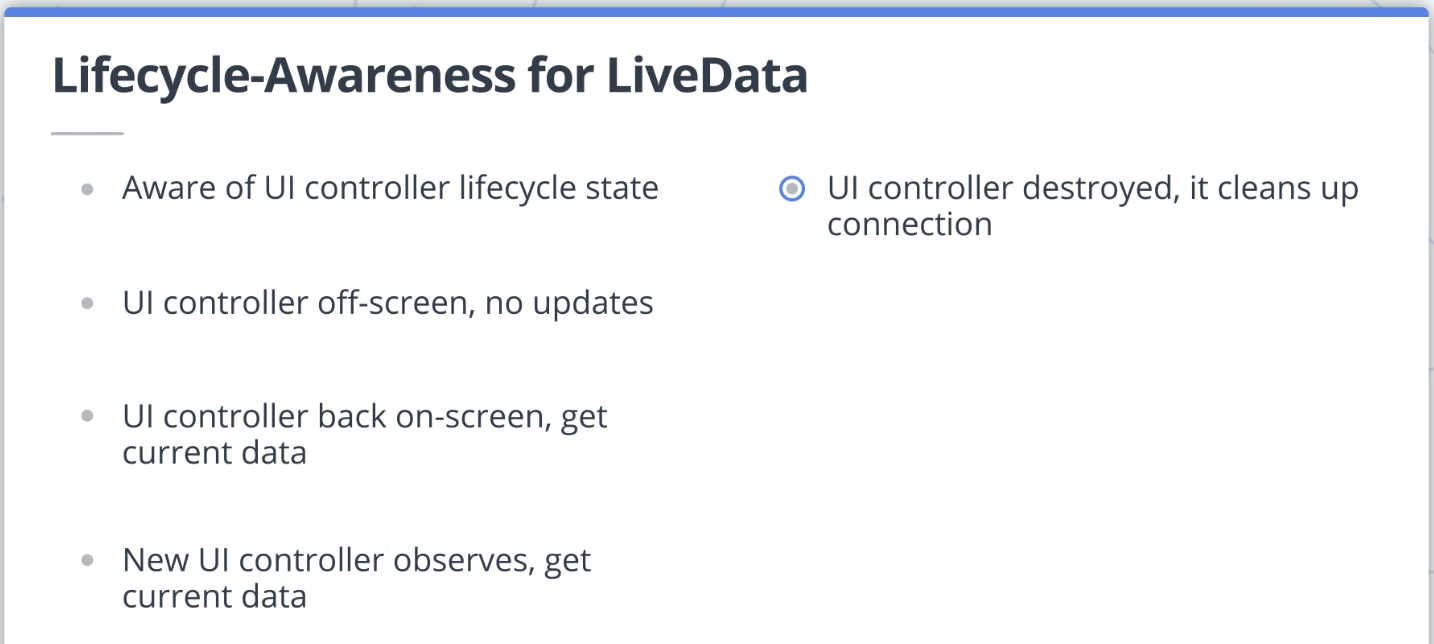 Lifecycle-Awareness for LiveData
Aware of UI controller lifecycle state
UI controller off-screen, no updates
UI controller back on-screen, get
current data
New UI controller observes, get
current data
UI controller destroyed, it cleans up
connection